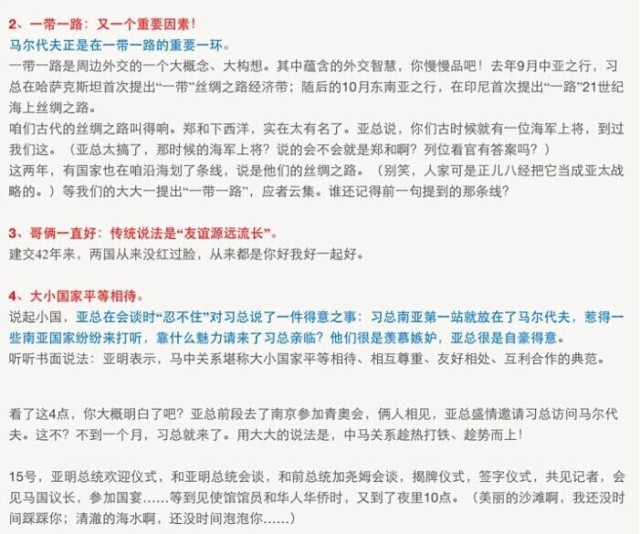 2、一带一路：又一个重要因素！
马尔代夫正是在一带一路的重要一环。
一带一路是周边外交的一个大概念、大构想。其中蕴含的外交智慧，你慢慢品吧！去年9月中亚之行，习
总在哈萨克斯坦首次提出“一带”丝绸之路经济带；随后的10月东南亚之行，在印尼首次提出“一路”21世纪
海上丝绸之路。
咱们古代的丝绸之路叫得响。郑和下西洋，实在太有名了。亚总说，你们古时候就有一位海军上将，到过
我们这。（亚总太搞了，那时候的海军上将？说的会不会就是郑和啊？列位看官有答案吗？）
这两年，有国家也在咱沿海划了条线，说是他们的丝绸之路。（别笑，人家可是正儿八经把它当成亚太战
略的。）等我们的大大一提出“一带一路”，应者云集。谁还记得前一句提到的那条线？
3、哥俩一直好：传统说法是“友谊源远流长”。
建交42年来，两国从来没红过脸，从来都是你好我好一起好。
4、大小国家平等相待。
说起小国，亚总在会谈时“忍不住”对习总说了一件得意之事：习总南亚第一站就放在了马尔代夫，惹得一
些南亚国家纷纷来打听，靠什么魅力请来了习总亲临？他们很是羡慕嫉妒，亚总很是自豪得意。
听听书面说法：亚明表示，马中关系堪称大小国家平等相待、相互尊重、友好相处、互利合作的典范。
看了这4点，你大概明白了吧？亚总前段去了南京参加青奥会，俩人相见，亚总盛情邀请习总访问马尔代
夫。这不？不到一个月，习总就来了。用大大的说法是，中马关系趁热打铁、趁势而上！
15号，亚明总统欢迎仪式，和亚明总统会谈，和前总统加尧姆会谈，揭牌仪式，签字仪式，共见记者，会
见马国议长，参加国宴……等到见使馆馆员和华人华侨时，又到了夜里10点。（美丽的沙滩啊，我还没时
间踩踩你；清澈的海水啊，还没时间泡泡你……）